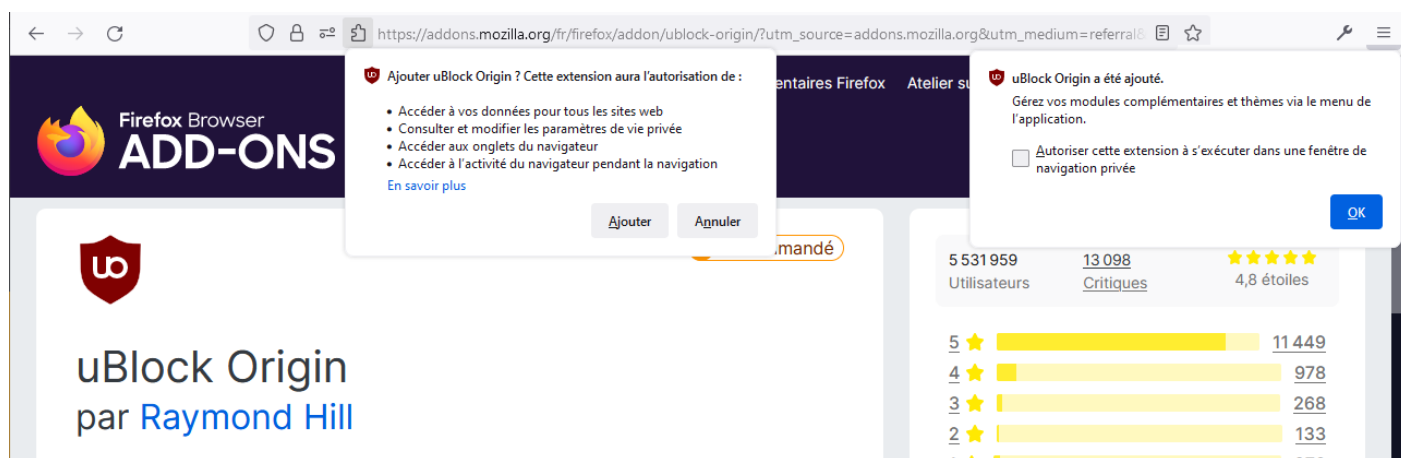 https://addons.mozilla.org/fr/firefox/addon/ublock-origin/?utm_source=addons.mozilla.org&utm_medium=referral
Ajouter uBlock Origin ? Cette extension aura l'autorisation de :
• Accéder à vos données pour tous les sites web
• Consulter et modifier les paramètres de vie privée
• Accéder aux onglets du navigateur
• Accéder à l'activité du navigateur pendant la navigation
En savoir plus
Ajouter Annuler
uBlock Origin a été ajouté.
Gérez vos modules complémentaires et thèmes via le menu de
l'application.
Autoriser cette extension à s'exécuter dans une fenêtre de
navigation privée
OK
Firefox Browser
ADD-ONS
entaires Firefox Atelier su
mandé
uBlock Origin
par Raymond Hill
5 531 959 13 098
Utilisateurs Critiques 4,8 étoiles
5 11 449
4 978
3 268
2 133